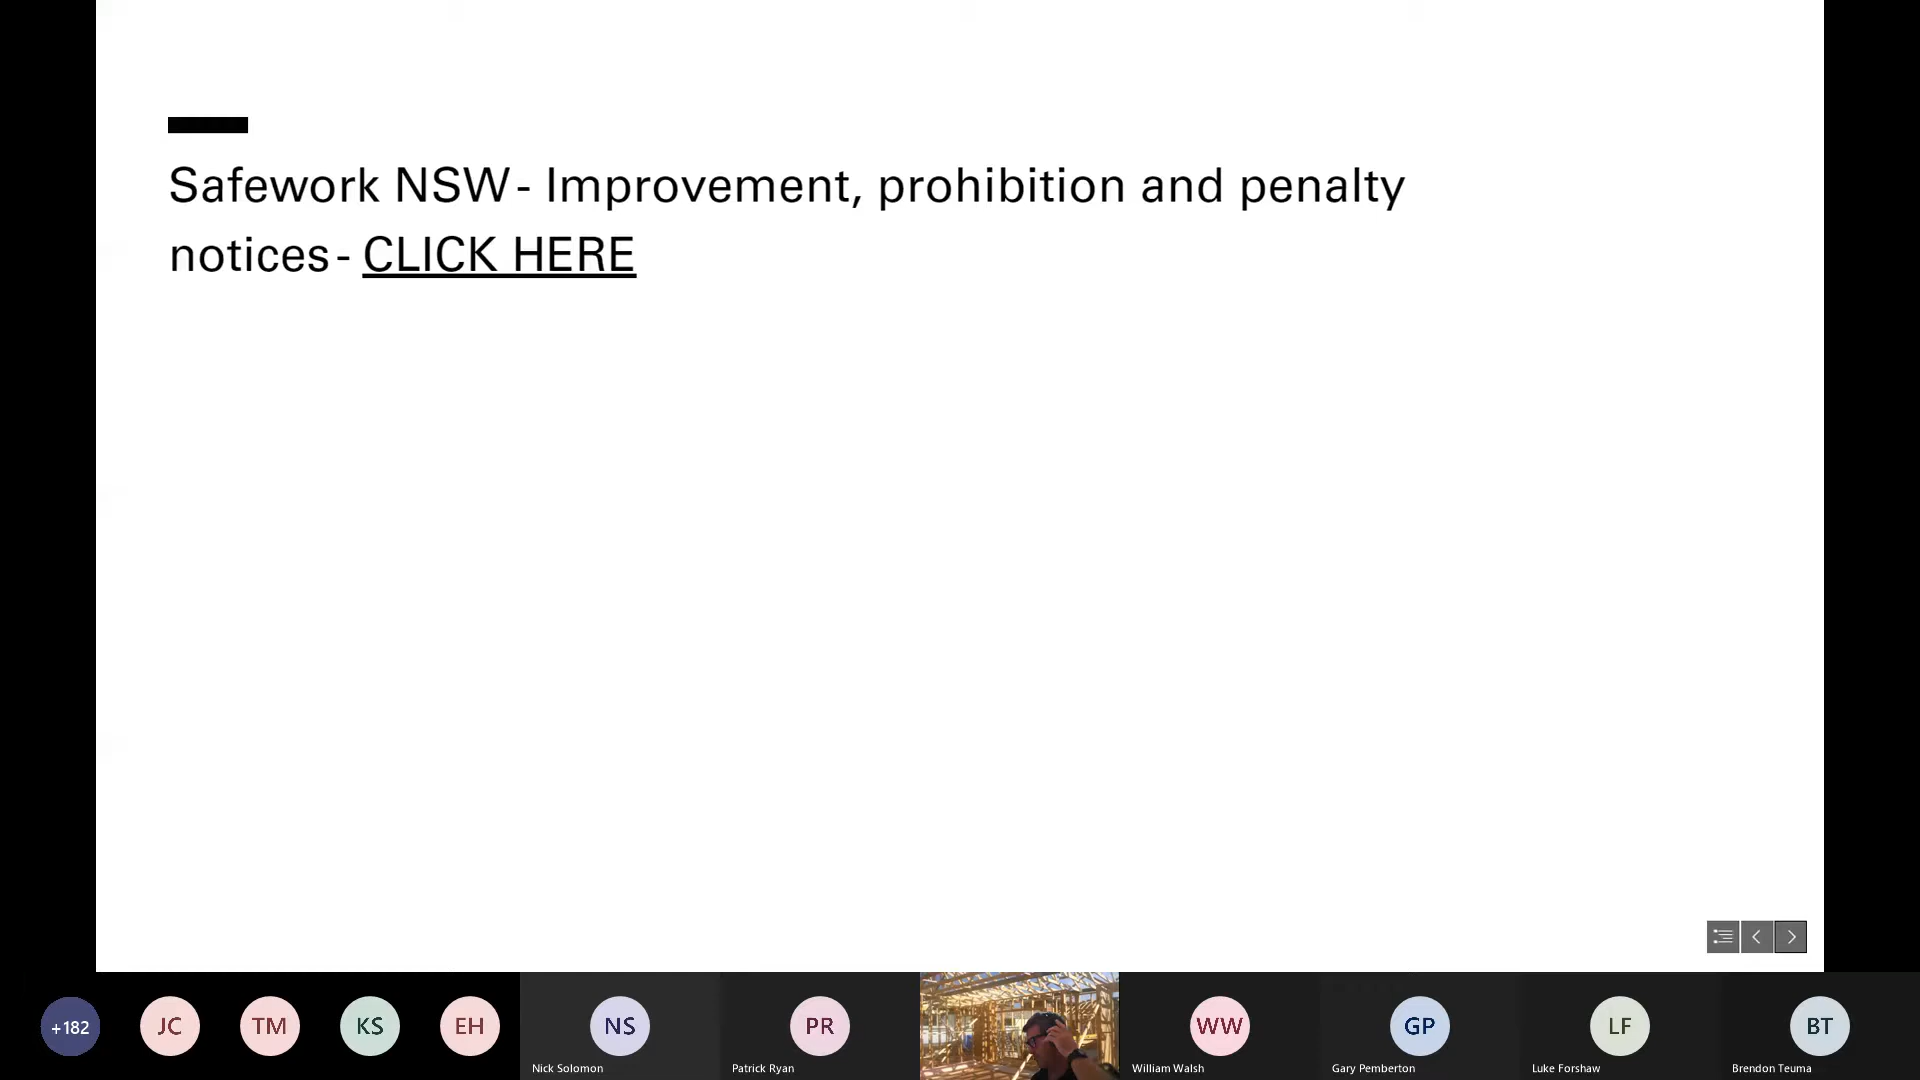 Safework NSW - Improvement, prohibition and penalty
notices - CLICK HERE
+182
JC
TM
KS
EH
NS
Nick Solomon
PR
Patrick Ryan
WW
William Walsh
GP
Gary Pemberton
LF
Luke Forshaw
BT
Brendon Teuma